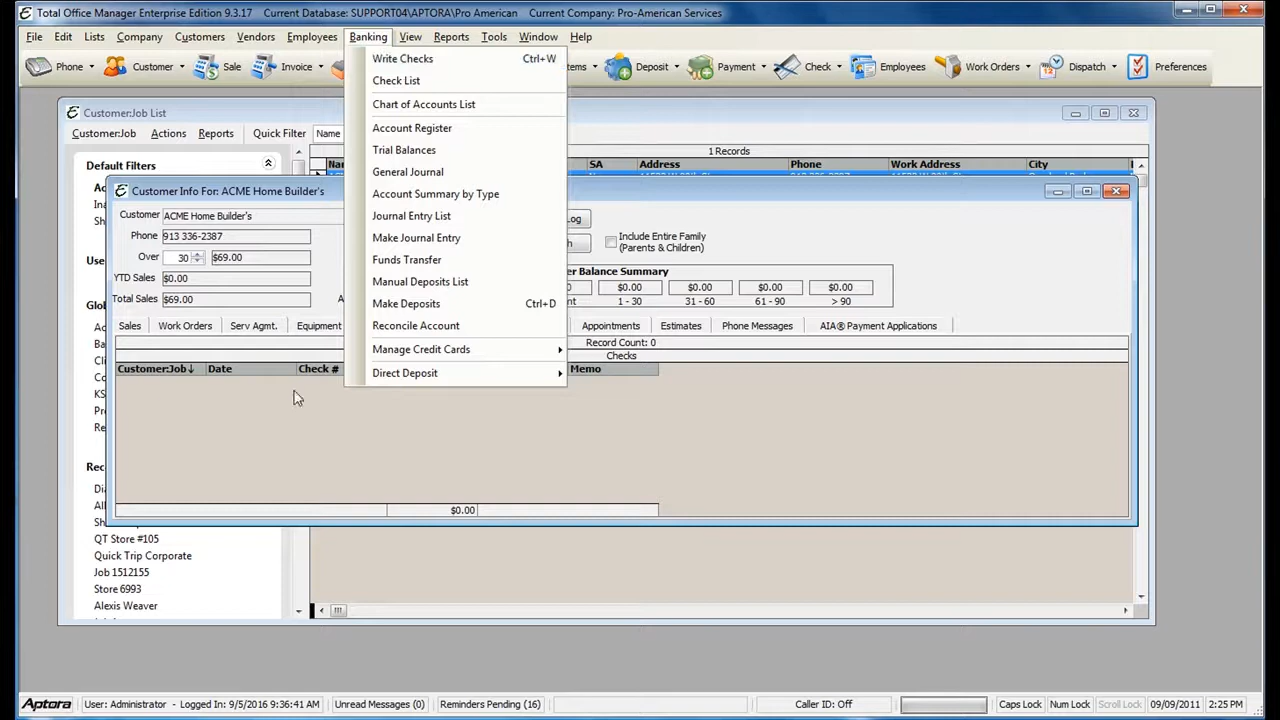 Total Office Manager Enterprise Edition 9.3.17 Current Database: SUPPORT04\APTORA\Pro American Current Company: Pro-American Services
File Edit Lists Company Customers Vendors Employees Banking View Reports Tools Window Help
Phone Customer Sale Invoice Deposit Payment Check Employees Work Orders Dispatch Preferences
Write Checks Ctrl+W
Check List
Chart of Accounts List
Account Register
Trial Balances
General Journal
Account Summary by Type
Journal Entry List
Make Journal Entry
Funds Transfer
Manual Deposits List
Make Deposits Ctrl+D
Reconcile Account
Manage Credit Cards
Direct Deposit
Customer:Job List
Customer:Job Actions Reports Quick Filter Name
Default Filters
1 Records
SA Address Phone Work Address City
Customer Info For: ACME Home Builder's
Customer ACME Home Builder's
Phone 913 336-2387
Over 30 $69.00
YTD Sales $0.00
Total Sales $69.00
Include Entire Family
(Parents & Children)
Balance Summary
$0.00 $0.00 $0.00 $0.00
1 - 30 31 - 60 61 - 90 > 90
Sales Work Orders Serv Agmt. Equipment Appointments Estimates Phone Messages AIA® Payment Applications
Record Count: 0
Checks
Customer:Job Date Check # Memo
$0.00
QT Store #105
Quick Trip Corporate
Job 1512155
Store 6993
Alexis Weaver
Aptora User: Administrator - Logged In: 9/5/2016 9:36:41 AM Unread Messages (0) Reminders Pending (16) Caller ID: Off Caps Lock Num Lock Scroll Lock 09/09/2011 2:25 PM